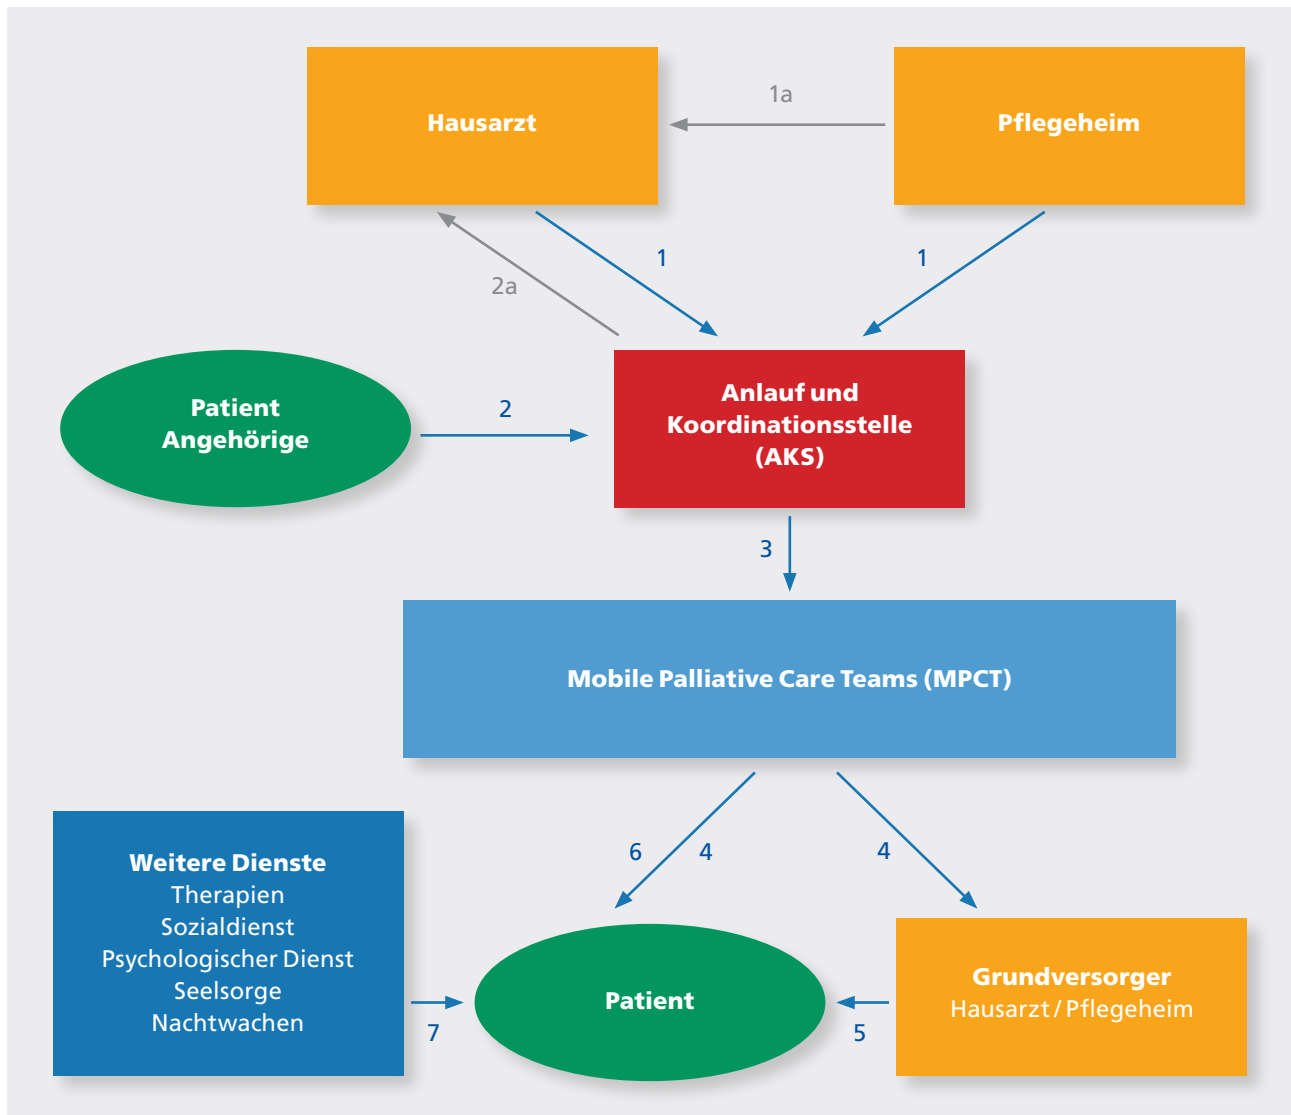 1a
Hausarzt
Pflegeheim
1
1
2a
Patient
Angehörige
2
Anlauf und
Koordinationsstelle
(AKS)
3
Mobile Palliative Care Teams (MPCT)
6
4
4
Weitere Dienste
Therapien
Sozialdienst
Psychologischer Dienst
Seelsorge
Nachtwachen
7
Patient
5
Grundversorger
Hausarzt / Pflegeheim